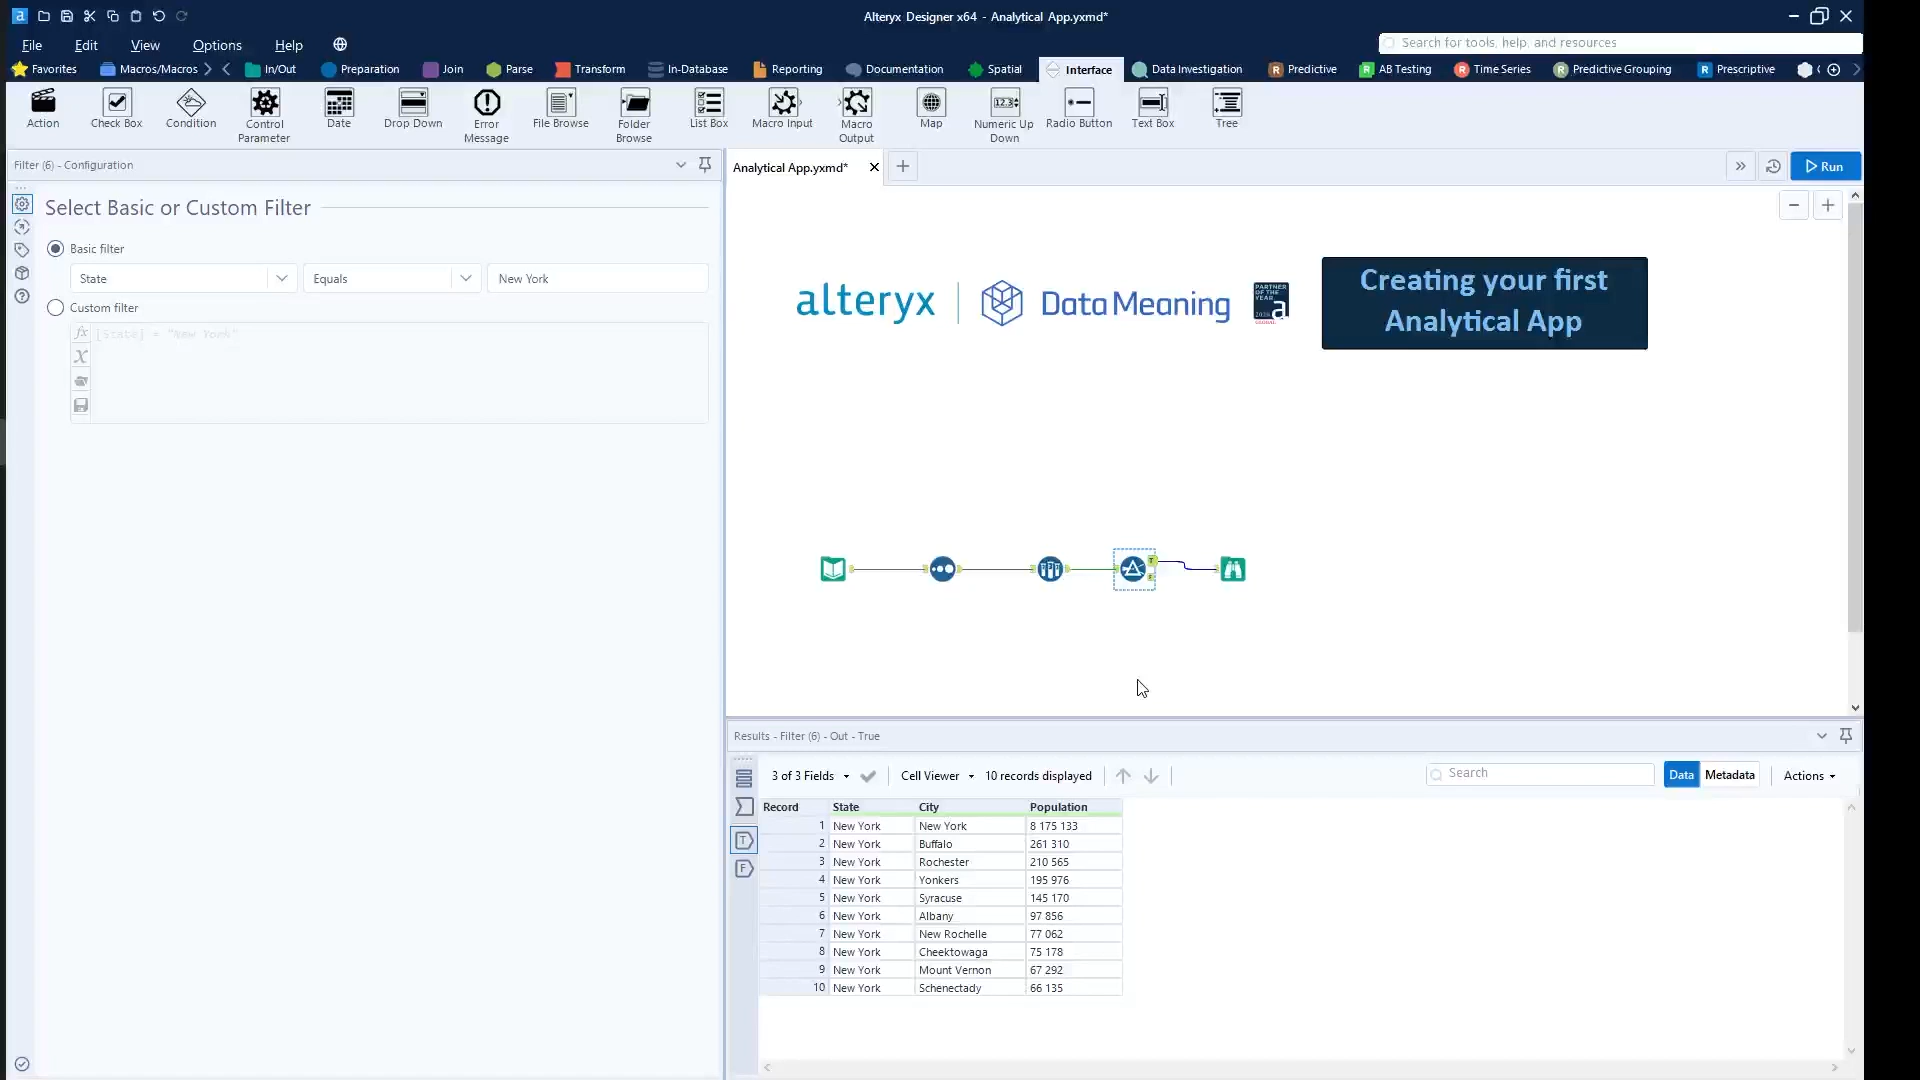 Alteryx Designer x64 - Analytical App.yxmd*
File Edit View Options Help
Search for tools, help, and resources
Favorites Macros/Macros In/Out Preparation Join Parse Transform In-Database Reporting Documentation Spatial Interface Data Investigation Predictive AB Testing Time Series Predictive Grouping Prescriptive
Action Check Box Condition Control Parameter Date Drop Down Error Message File Browse Folder Browse List Box Macro Input Macro Output Map Numeric Up Down Radio Button Text Box Tree
Filter (6) - Configuration
Analytical App.yxmd*
Run
Select Basic or Custom Filter
Basic filter
State Equals New York
Custom filter
[State] = "New York"
alteryx
Data Meaning
PARTNER
OF THE
YEAR
a
Creating your first
Analytical App
T
F
Results - Filter (6) - Out - True
3 of 3 Fields Cell Viewer 10 records displayed
Search
Data Metadata Actions
Record State City Population
1 New York New York 8 175 133
2 New York Buffalo 261 310
3 New York Rochester 210 565
4 New York Yonkers 195 976
5 New York Syracuse 145 170
6 New York Albany 97 856
7 New York New Rochelle 77 062
8 New York Cheektowaga 75 178
9 New York Mount Vernon 67 292
10 New York Schenectady 66 135